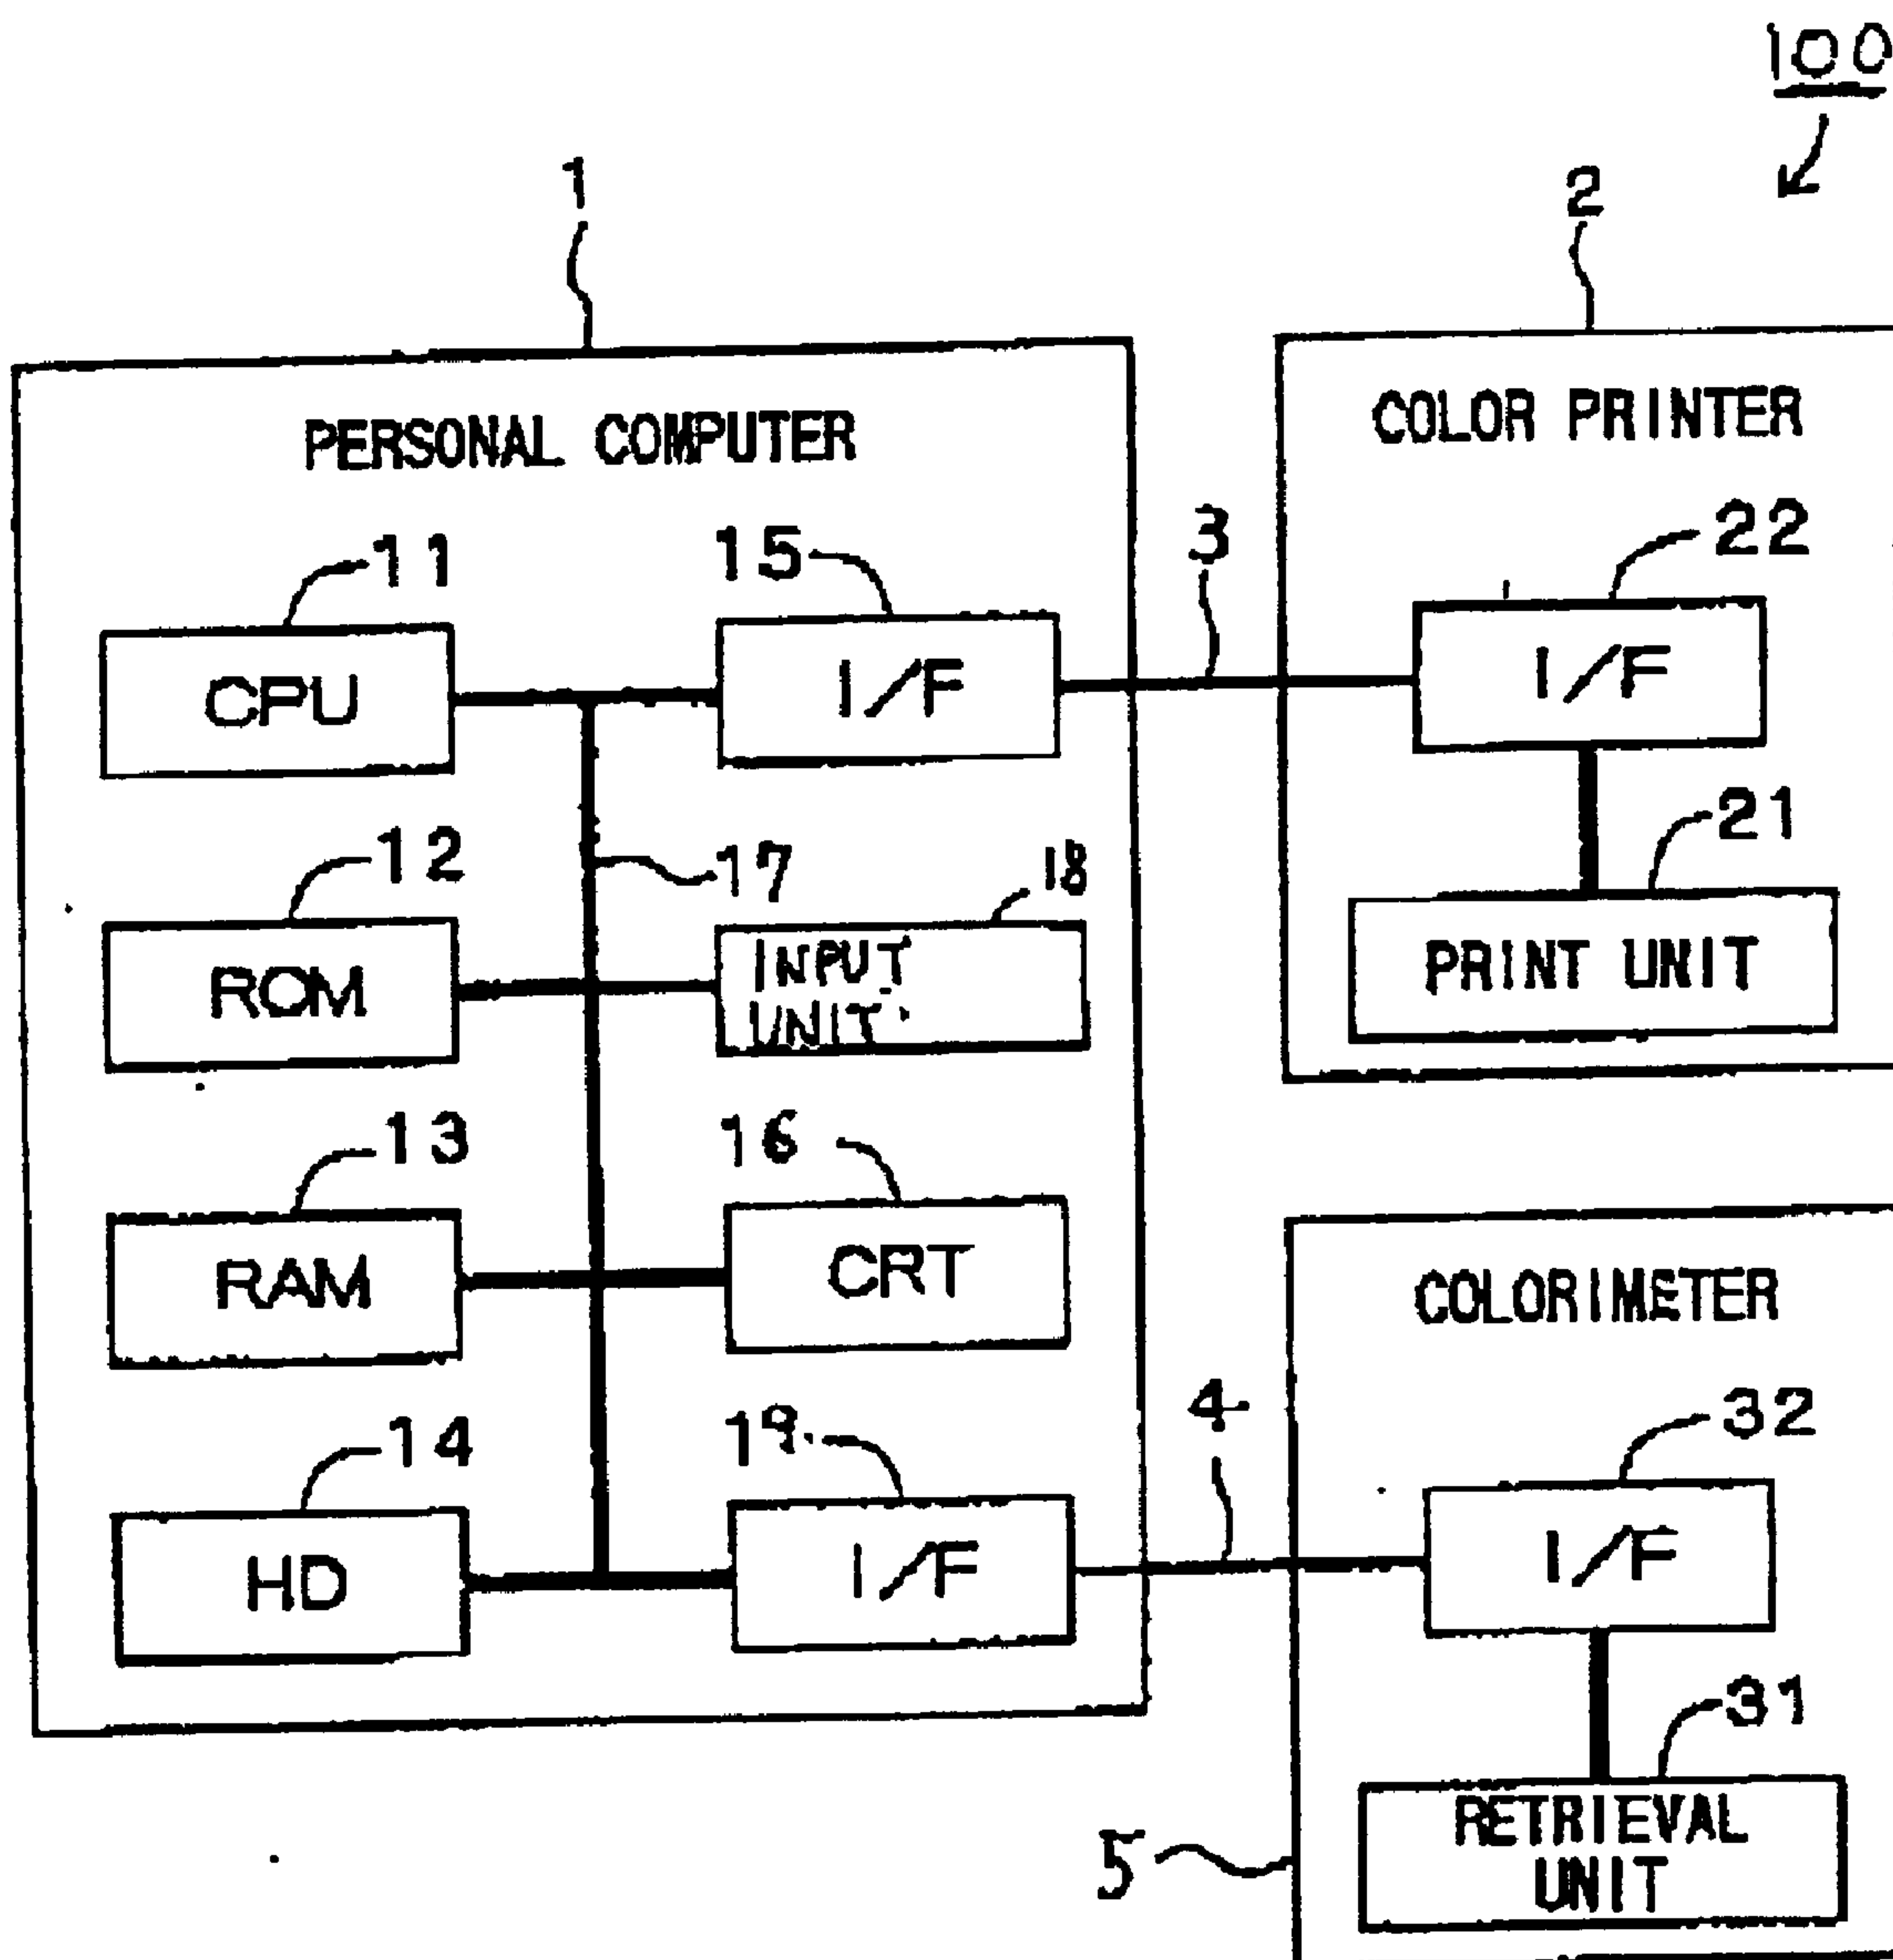 100
1
2
PERSONAL COMPUTER
COLOR PRINTER
11
15
3
22
CPU
I/F
I/F
12
17
18
21
ROM
INPUT
UNIT
PRINT UNIT
13
16
RAM
CRT
COLORIMETER
14
19
4
32
HD
I/F
I/F
31
5
RETRIEVAL
UNIT